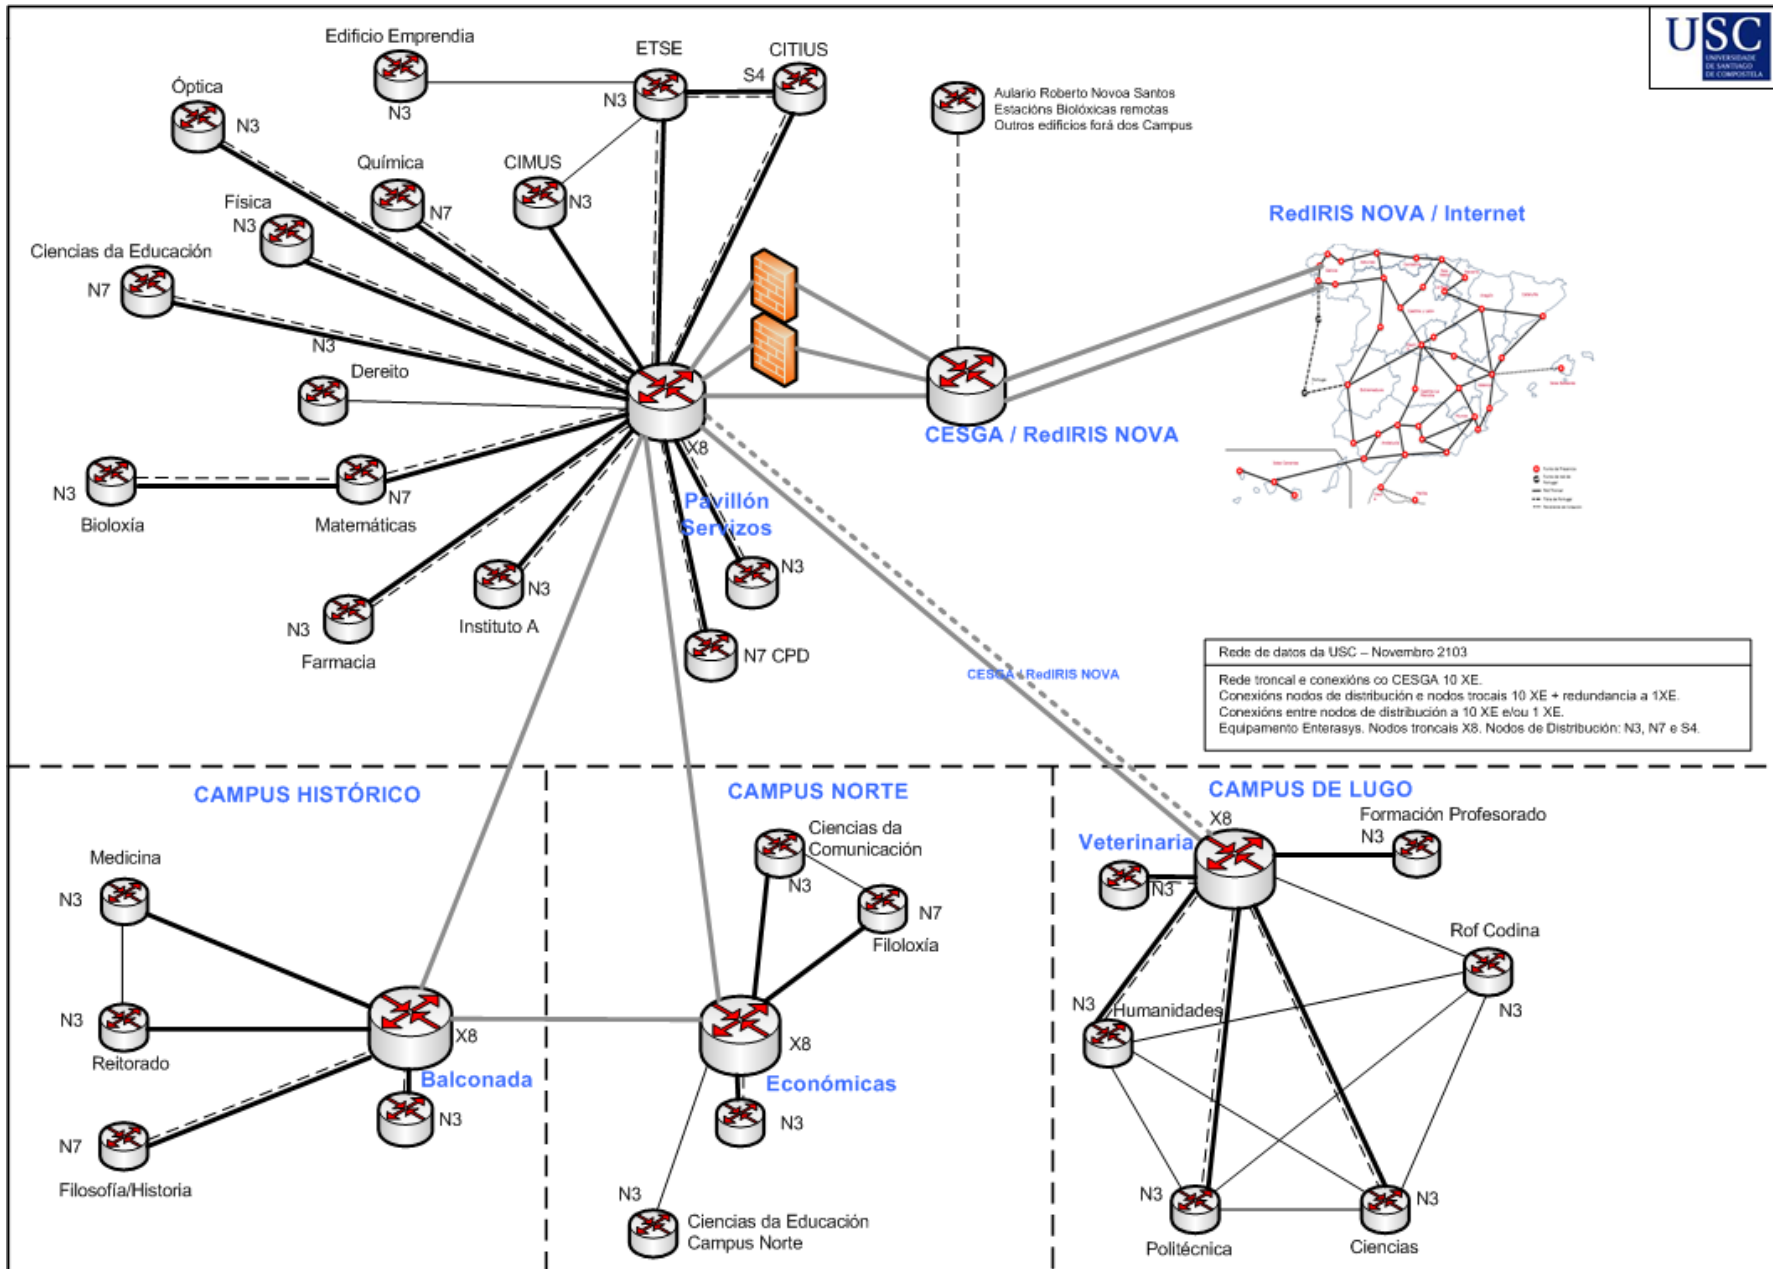 USC
UNIVERSIDADE
DE SANTIAGO
DE COMPOSTELA
Edificio Emprendia
N3
ETSE
N3
S4
CITIUS
Aulario Roberto Novoa Santos
Estacións Biolóxicas remotas
Outros edificios forá dos Campus
Óptica
N3
Química
N7
CIMUS
N3
Física
N3
Ciencias da Educación
N7
N3
Dereito
RedIRIS NOVA / Internet
CESGA / RedIRIS NOVA
X8
Pavillón
Servizos
N3
Bioloxía
N7
Matemáticas
N3
Farmacia
N3
Instituto A
N3
N7 CPD
CESGA / RedIRIS NOVA
Rede de datos da USC – Novembro 2103
Rede troncal e conexións co CESGA 10 XE.
Conexións nodos de distribución e nodos trocais 10 XE + redundancia a 1XE.
Conexións entre nodos de distribución a 10 XE e/ou 1 XE.
Equipamento Enterasys. Nodos troncais X8. Nodos de Distribución: N3, N7 e S4.
CAMPUS HISTÓRICO
Medicina
N3
N3
Reitorado
N7
Filosofía/Historia
X8
Balconada
N3
CAMPUS NORTE
Ciencias da
Comunicación
N3
N7
Filoloxía
X8
Económicas
N3
N3
Ciencias da Educación
Campus Norte
CAMPUS DE LUGO
X8
Veterinaria
N3
Formación Profesorado
N3
Rof Codina
N3
N3
Humanidades
N3
Politécnica
N3
Ciencias